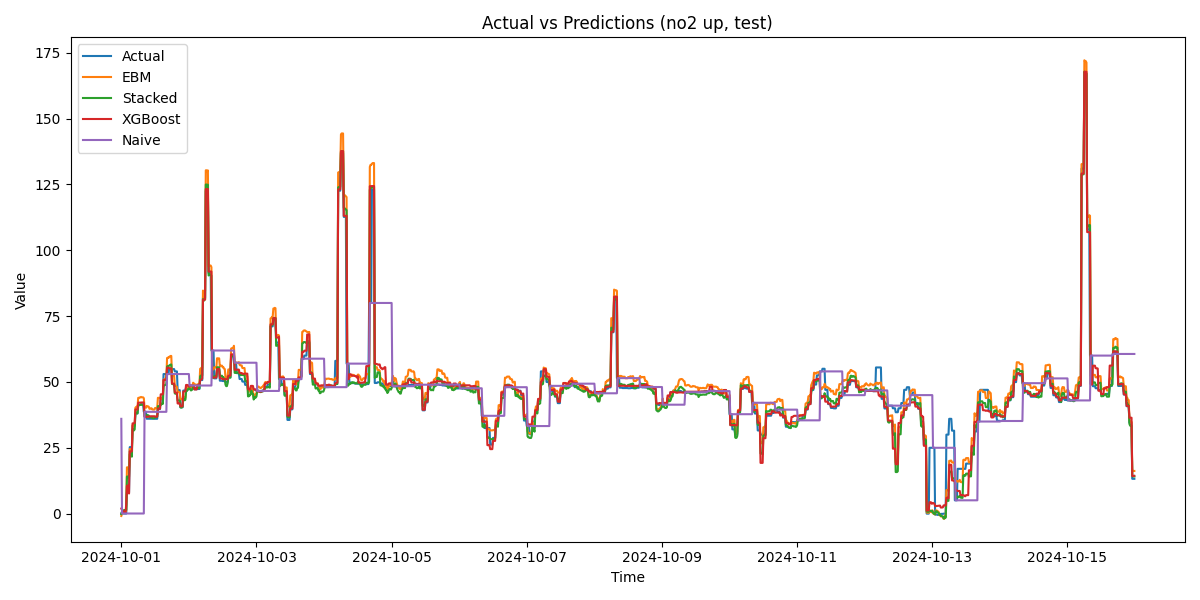 Actual vs Predictions (no2 up, test)
Actual
EBM
Stacked
XGBoost
Naive
Value
175
150
125
100
75
50
25
0
2024-10-01
2024-10-03
2024-10-05
2024-10-07
2024-10-09
2024-10-11
2024-10-13
2024-10-15
Time